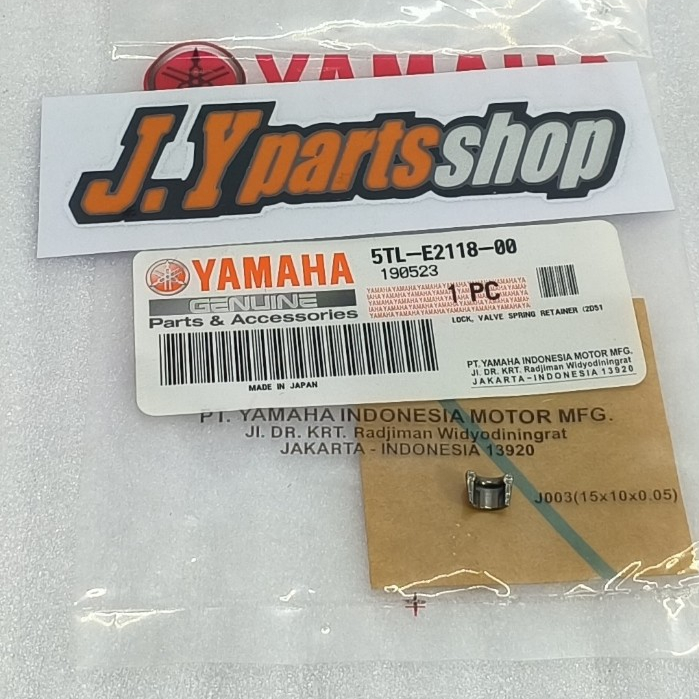 YAMAHA
J.Y partsshop
YAMAHA
GENUINE
Parts & Accessories
5TL-E2118-00
190523
1 PC
LOCK, VALVE SPRING RETAINER (2D51
MADE IN JAPAN
PT. YAMAHA INDONESIA MOTOR MFG.
Jl. DR. KRT. Radjiman Widyodiningrat
JAKARTA-INDONESIA 13920
PT. YAMAHA INDONESIA MOTOR MFG.
Jl. DR. KRT. Radjiman Widyodiningrat
JAKARTA - INDONESIA 13920
J003(15x10x0.05)